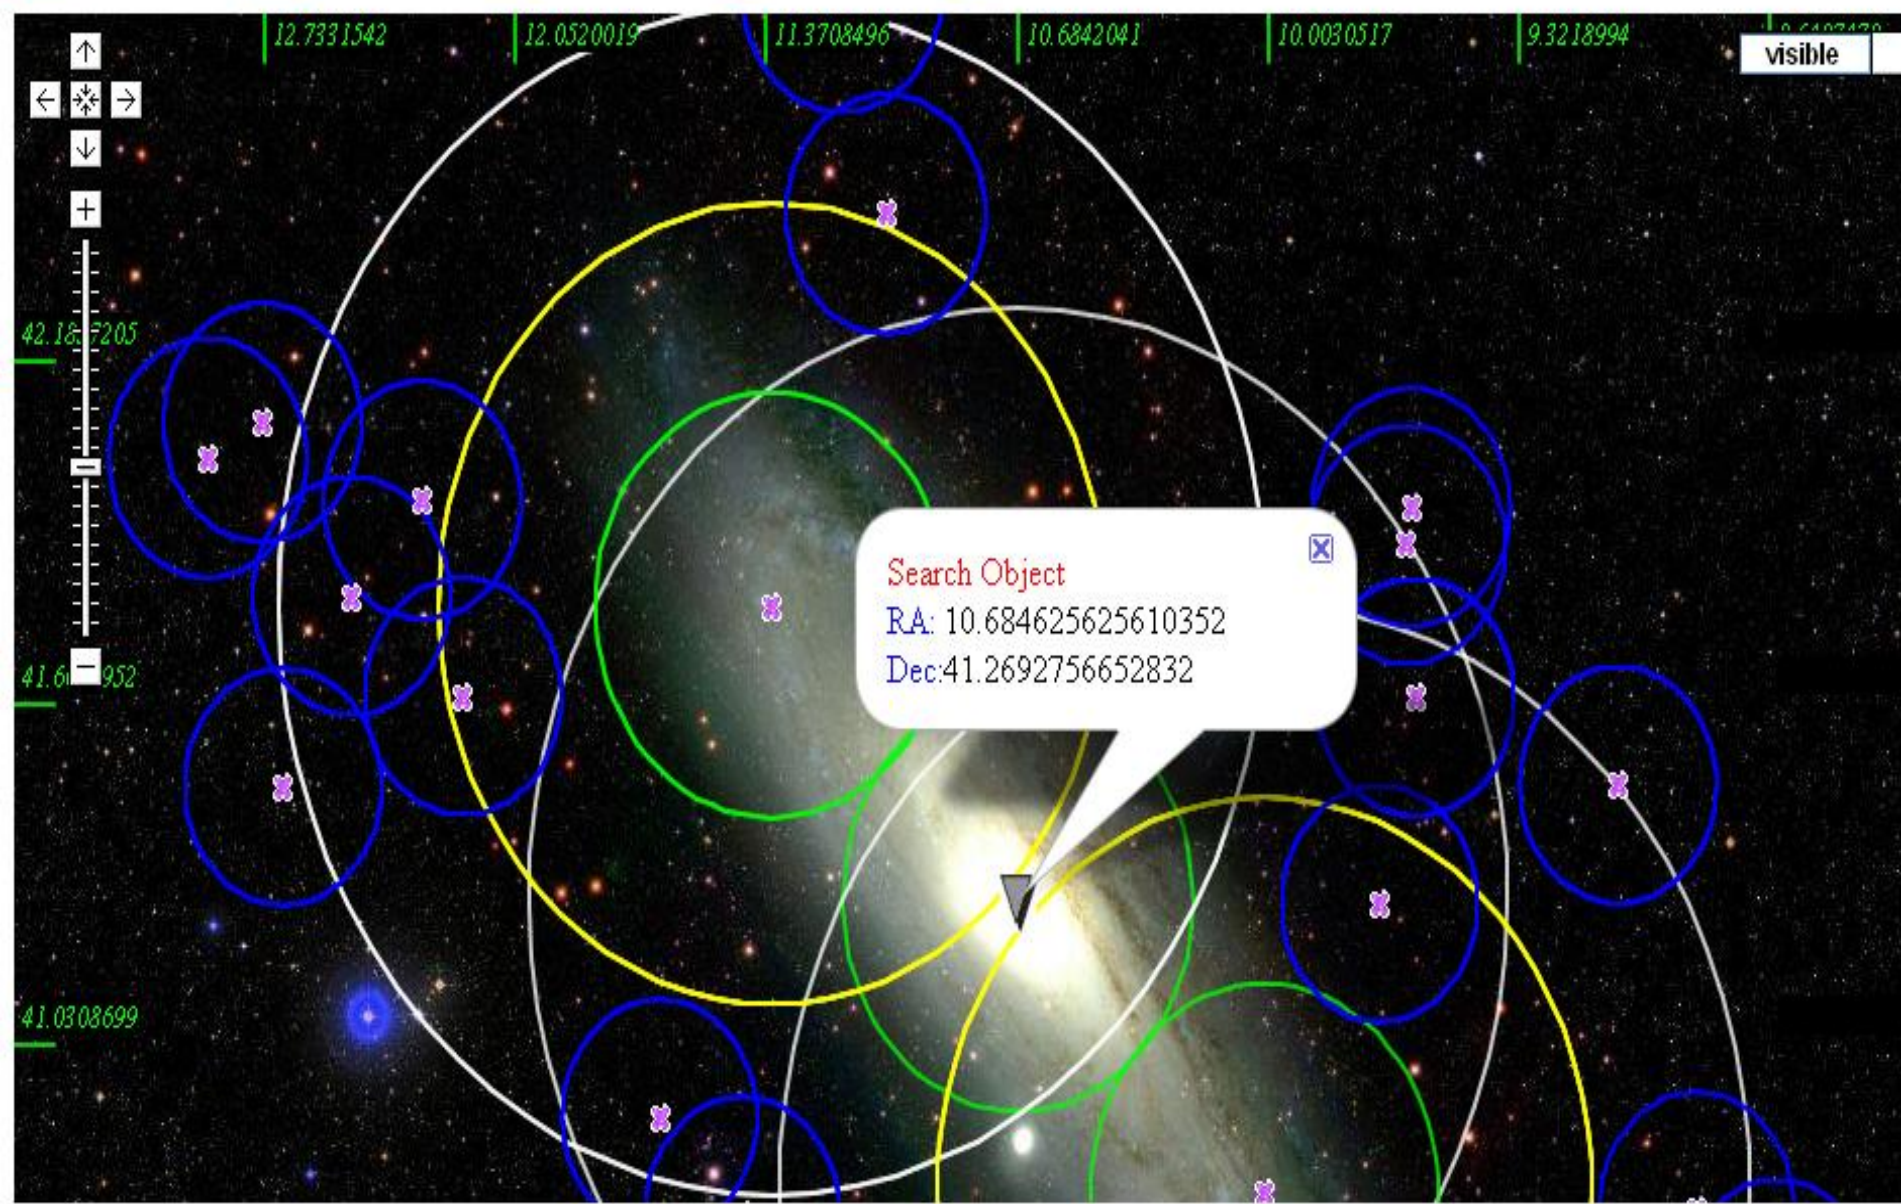 12.7331542
12.0520019
11.3708496
10.6842041
10.0030517
9.3218994
visible
Search Object
RA: 10.684625625610352
Dec:41.2692756652832
41.0308699